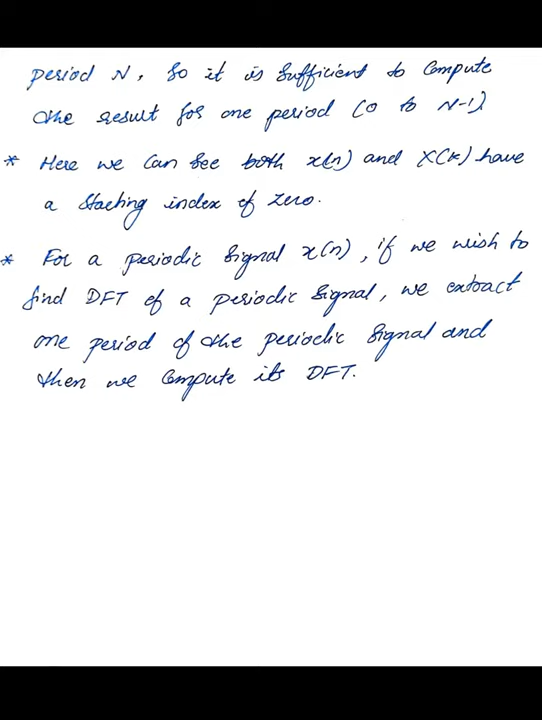 period N, so it is sufficient to compute
the result for one period (0 to N-1)
* Here we can see both x(n) and X(k) have
a starting index of zero.
* For a periodic signal x(n), if we wish to
find DFT of a periodic signal, we extract
one period of the periodic signal and
then we compute its DFT.